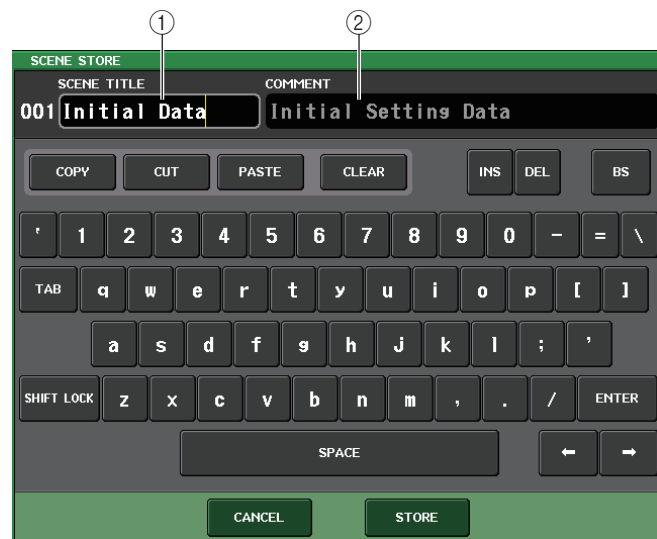 ① ②
SCENE STORE
SCENE TITLE COMMENT
001 Initial Data Initial Setting Data
COPY CUT PASTE CLEAR INS DEL BS
' 1 2 3 4 5 6 7 8 9 0 - = \
TAB q w e r t y u i o p [ ]
a s d f g h j k l ; '
SHIFT LOCK z x c v b n m , . / ENTER
SPACE ← →
CANCEL STORE